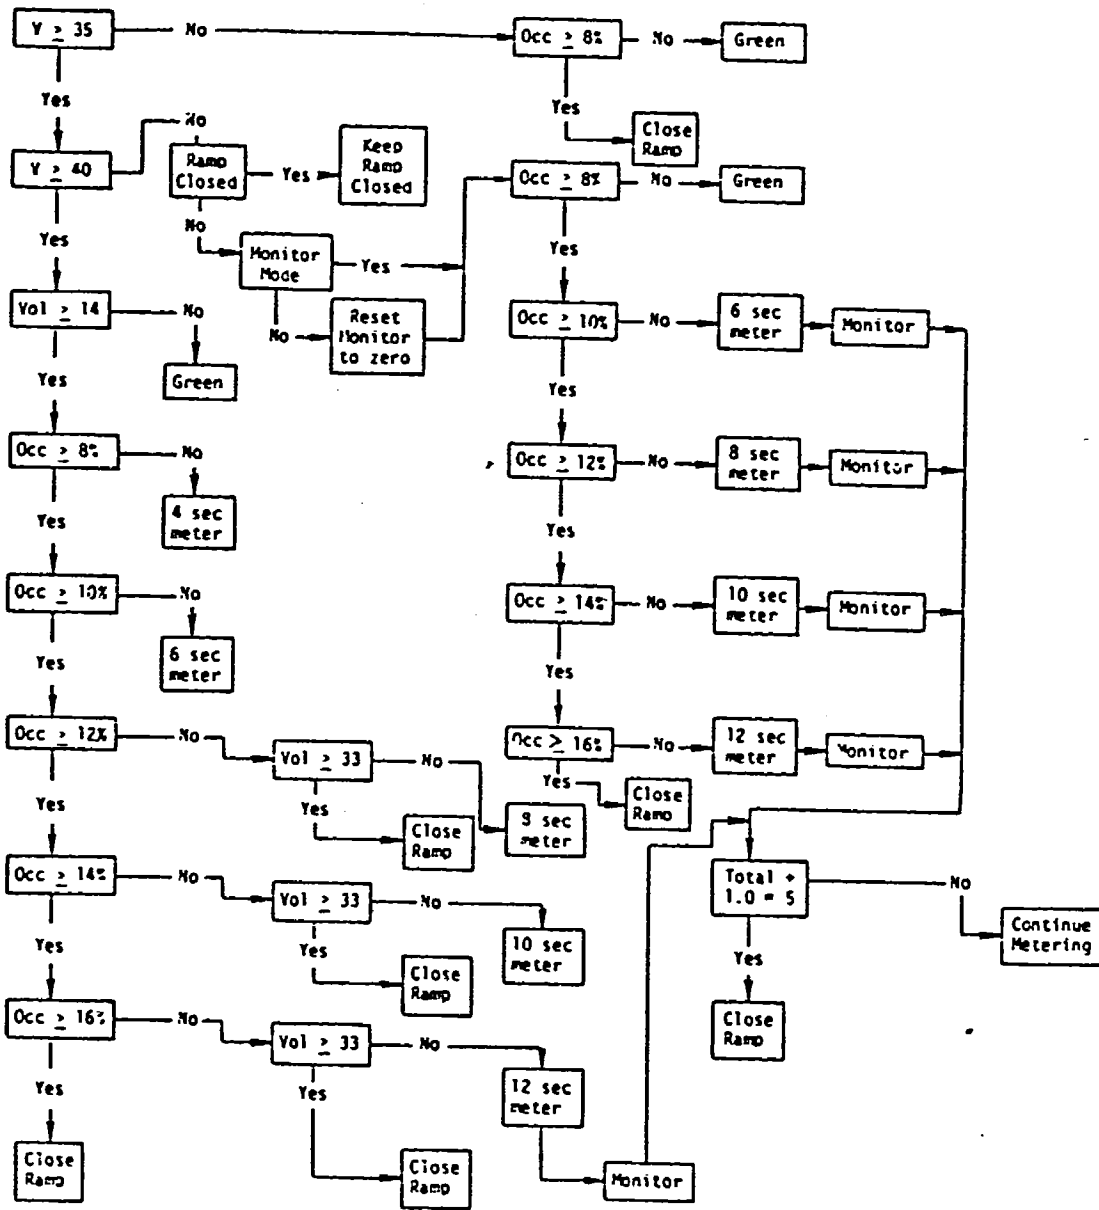 V ≥ 35
No
Occ ≥ 8%
No
Green
Yes
Yes
Close
Ramp
V ≥ 40
No
Ramp
Closed
Yes
Keep
Ramp
Closed
Occ ≥ 8%
No
Green
No
Yes
Yes
Monitor
Mode
Yes
Vol ≥ 14
No
No
Reset
Monitor
to zero
Occ ≥ 10%
No
6 sec
meter
Monitor
Green
Yes
Yes
Occ ≥ 8%
No
Occ ≥ 12%
No
8 sec
meter
Monitor
4 sec
meter
Yes
Yes
Occ ≥ 10%
No
Occ ≥ 14%
No
10 sec
meter
Monitor
6 sec
meter
Yes
Yes
Occ ≥ 12%
No
Vol ≥ 33
No
Occ ≥ 16%
No
12 sec
meter
Monitor
Yes
Yes
Close
Ramp
Yes
Close
Ramp
8 sec
meter
Occ ≥ 14%
No
Vol ≥ 33
No
Total +
1.0 = 5
No
Yes
Yes
Close
Ramp
10 sec
meter
Yes
Continue
Metering
Close
Ramp
Occ ≥ 16%
No
Vol ≥ 33
No
Yes
Yes
12 sec
meter
Close
Ramp
Close
Ramp
Monitor